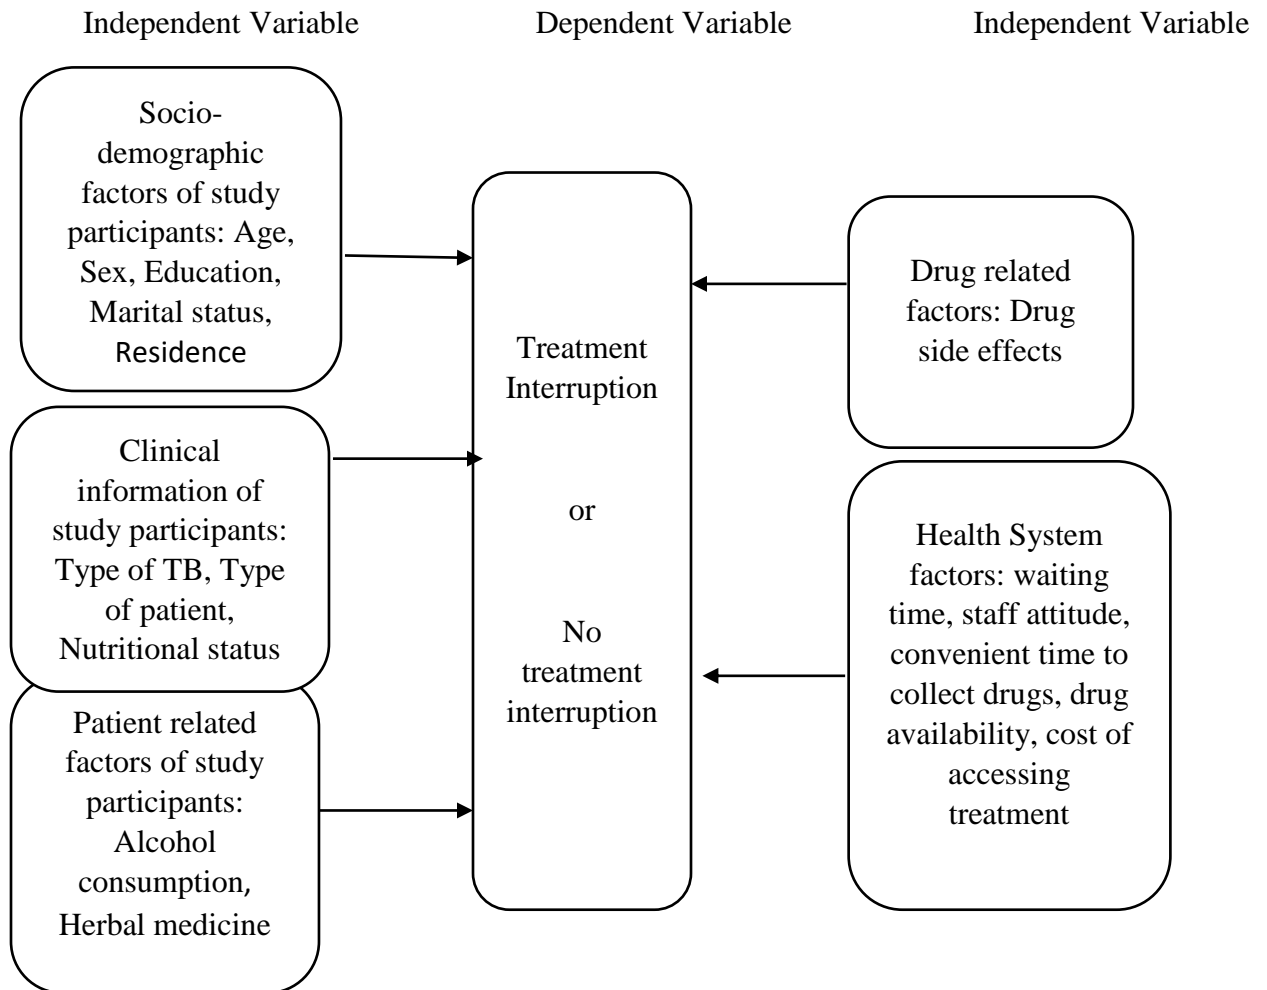 Independent Variable
Dependent Variable
Independent Variable
Socio-
demographic
factors of study
participants: Age,
Sex, Education,
Marital status,
Residence
Clinical
information of
study participants:
Type of TB, Type
of patient,
Nutritional status
Patient related
factors of study
participants:
Alcohol
consumption,
Herbal medicine
Treatment
Interruption
or
No
treatment
interruption
Drug related
factors: Drug
side effects
Health System
factors: waiting
time, staff attitude,
convenient time to
collect drugs, drug
availability, cost of
accessing
treatment